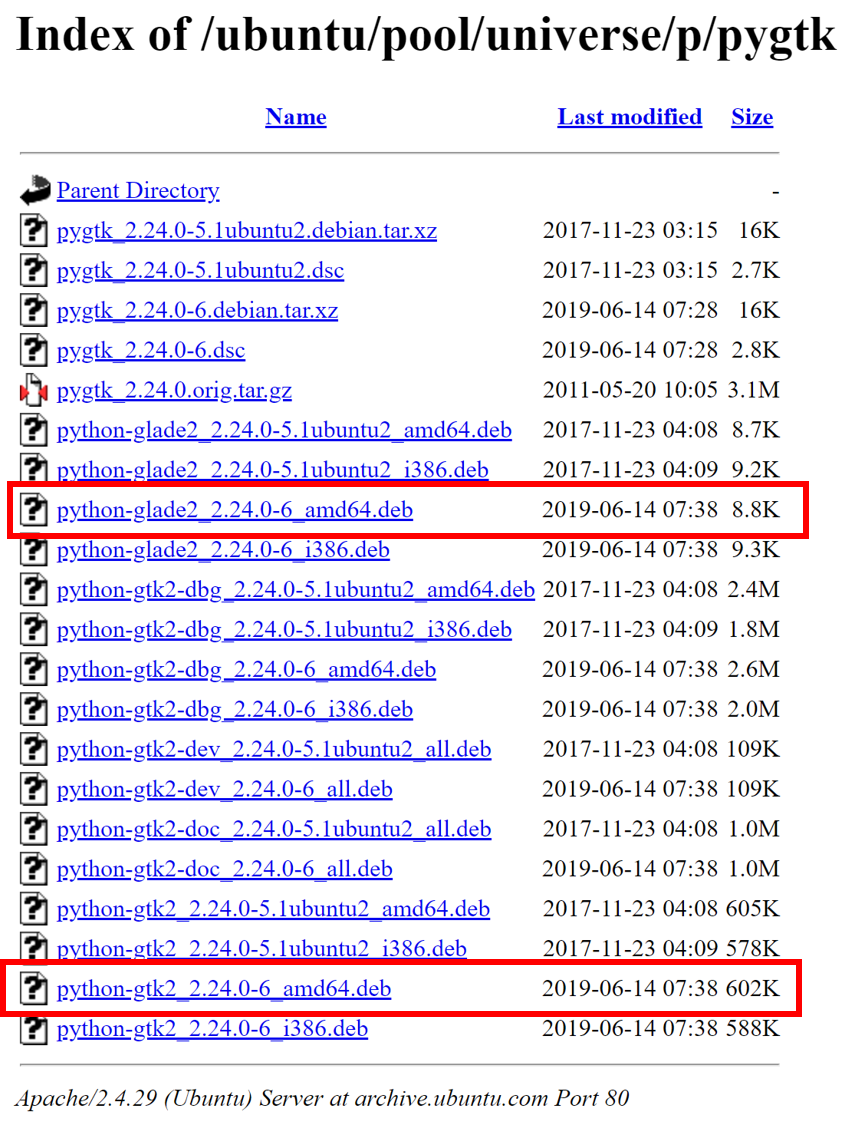 Index of /ubuntu/pool/universe/p/pygtk
Name Last modified Size
Parent Directory -
pygtk_2.24.0-5.1ubuntu2.debian.tar.xz 2017-11-23 03:15 16K
pygtk_2.24.0-5.1ubuntu2.dsc 2017-11-23 03:15 2.7K
pygtk_2.24.0-6.debian.tar.xz 2019-06-14 07:28 16K
pygtk_2.24.0-6.dsc 2019-06-14 07:28 2.8K
pygtk_2.24.0.orig.tar.gz 2011-05-20 10:05 3.1M
python-glade2_2.24.0-5.1ubuntu2_amd64.deb 2017-11-23 04:08 8.7K
python-glade2_2.24.0-5.1ubuntu2_i386.deb 2017-11-23 04:09 9.2K
python-glade2_2.24.0-6_amd64.deb 2019-06-14 07:38 8.8K
python-glade2_2.24.0-6_i386.deb 2019-06-14 07:38 9.3K
python-gtk2-dbg_2.24.0-5.1ubuntu2_amd64.deb 2017-11-23 04:08 2.4M
python-gtk2-dbg_2.24.0-5.1ubuntu2_i386.deb 2017-11-23 04:09 1.8M
python-gtk2-dbg_2.24.0-6_amd64.deb 2019-06-14 07:38 2.6M
python-gtk2-dbg_2.24.0-6_i386.deb 2019-06-14 07:38 2.0M
python-gtk2-dev_2.24.0-5.1ubuntu2_all.deb 2017-11-23 04:08 109K
python-gtk2-dev_2.24.0-6_all.deb 2019-06-14 07:38 109K
python-gtk2-doc_2.24.0-5.1ubuntu2_all.deb 2017-11-23 04:08 1.0M
python-gtk2-doc_2.24.0-6_all.deb 2019-06-14 07:38 1.0M
python-gtk2_2.24.0-5.1ubuntu2_amd64.deb 2017-11-23 04:08 605K
python-gtk2_2.24.0-5.1ubuntu2_i386.deb 2017-11-23 04:09 578K
python-gtk2_2.24.0-6_amd64.deb 2019-06-14 07:38 602K
python-gtk2_2.24.0-6_i386.deb 2019-06-14 07:38 588K
Apache/2.4.29 (Ubuntu) Server at archive.ubuntu.com Port 80